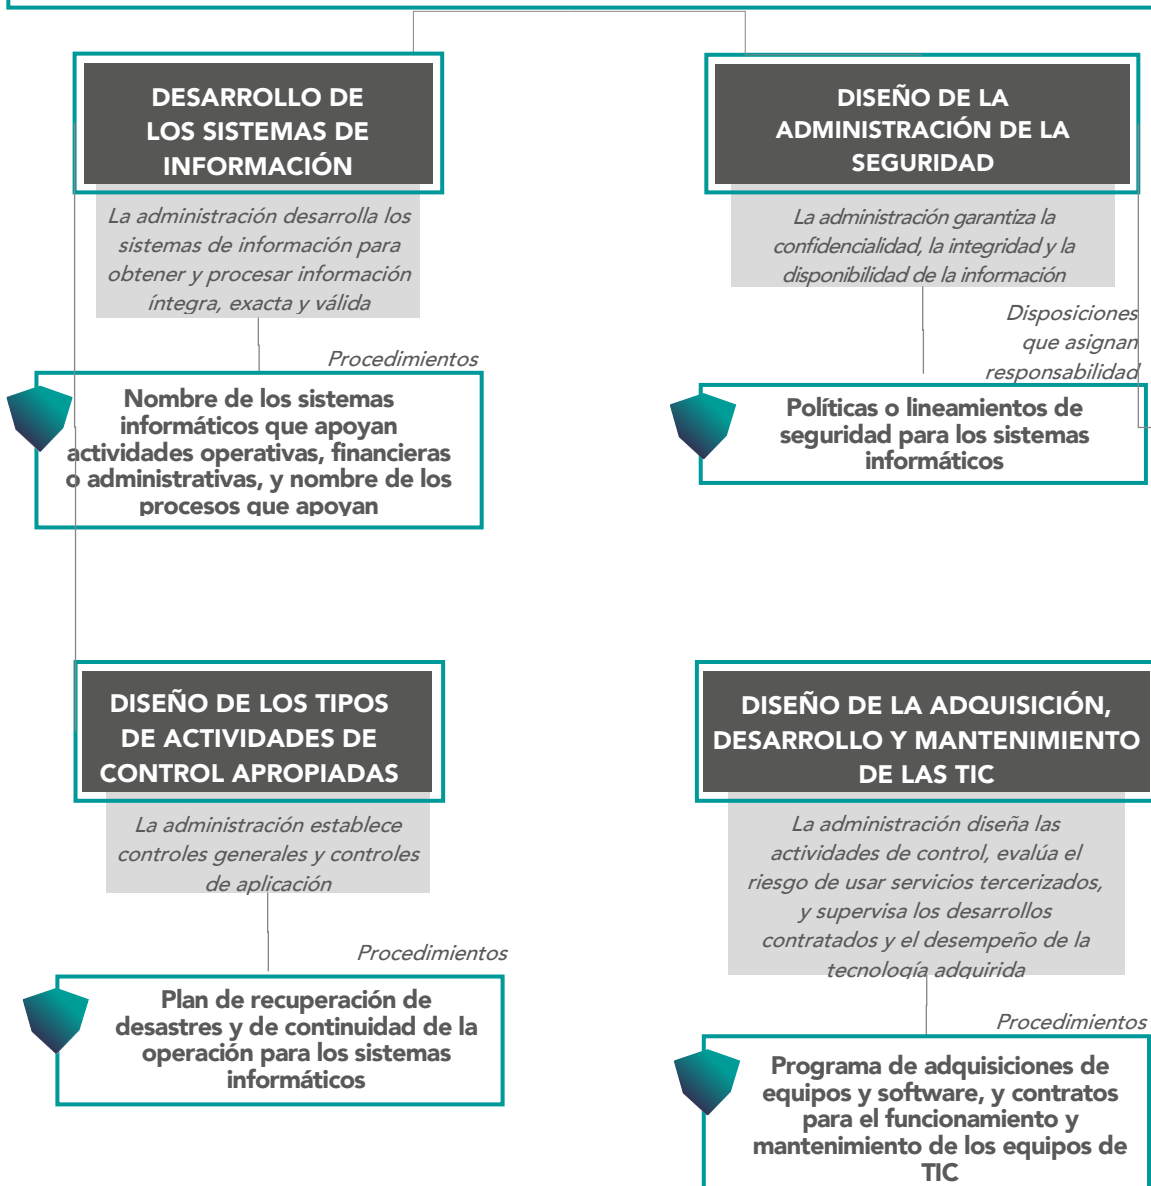 DESARROLLO DE
LOS SISTEMAS DE
INFORMACIÓN
La administración desarrolla los
sistemas de información para
obtener y procesar información
íntegra, exacta y válida
Procedimientos
Nombre de los sistemas
informáticos que apoyan
actividades operativas, financieras
o administrativas, y nombre de los
procesos que apoyan
DISEÑO DE LA
ADMINISTRACIÓN DE LA
SEGURIDAD
La administración garantiza la
confidencialidad, la integridad y la
disponibilidad de la información
Disposiciones
que asignan
responsabilidad
Políticas o lineamientos de
seguridad para los sistemas
informáticos
DISEÑO DE LOS TIPOS
DE ACTIVIDADES DE
CONTROL APROPIADAS
La administración establece
controles generales y controles
de aplicación
Procedimientos
Plan de recuperación de
desastres y de continuidad de la
operación para los sistemas
informáticos
DISEÑO DE LA ADQUISICIÓN,
DESARROLLO Y MANTENIMIENTO
DE LAS TIC
La administración diseña las
actividades de control, evalúa el
riesgo de usar servicios tercerizados,
y supervisa los desarrollos
contratados y el desempeño de la
tecnología adquirida
Procedimientos
Programa de adquisiciones de
equipos y software, y contratos
para el funcionamiento y
mantenimiento de los equipos de
TIC